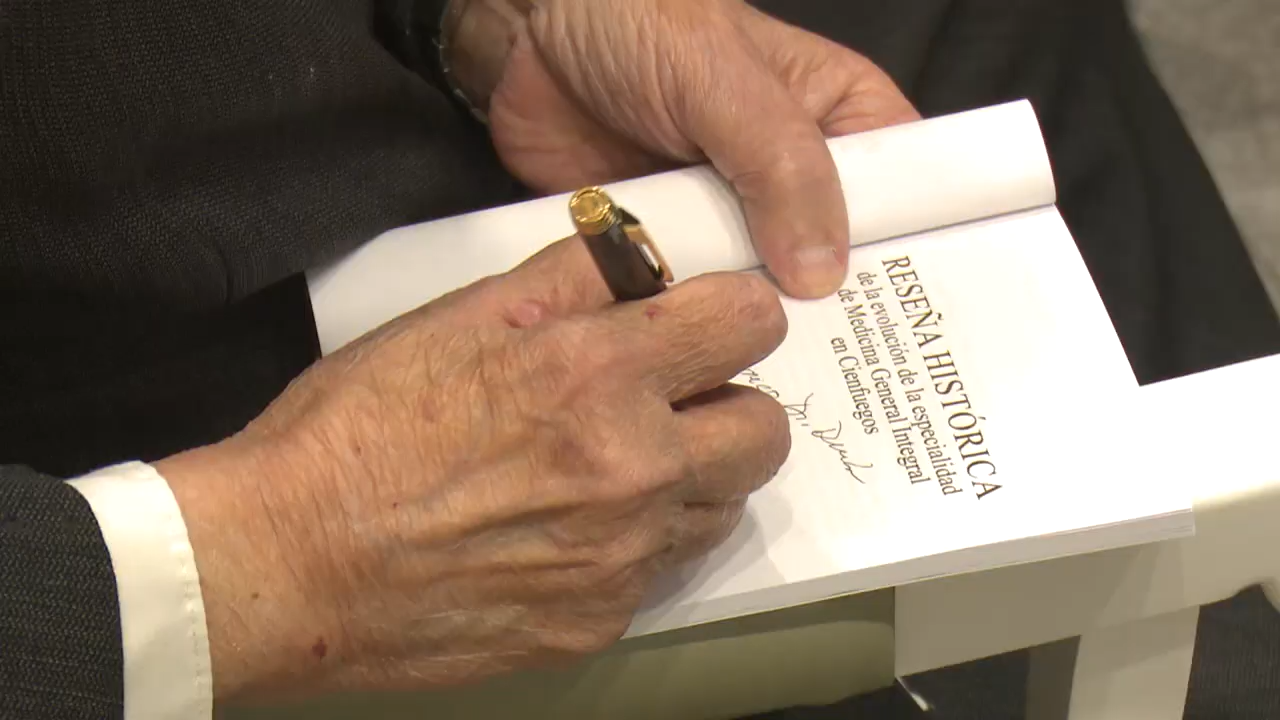 RESEÑA HISTÓRICA
de la evolución de la especialidad
de Medicina General Integral
en Cienfuegos